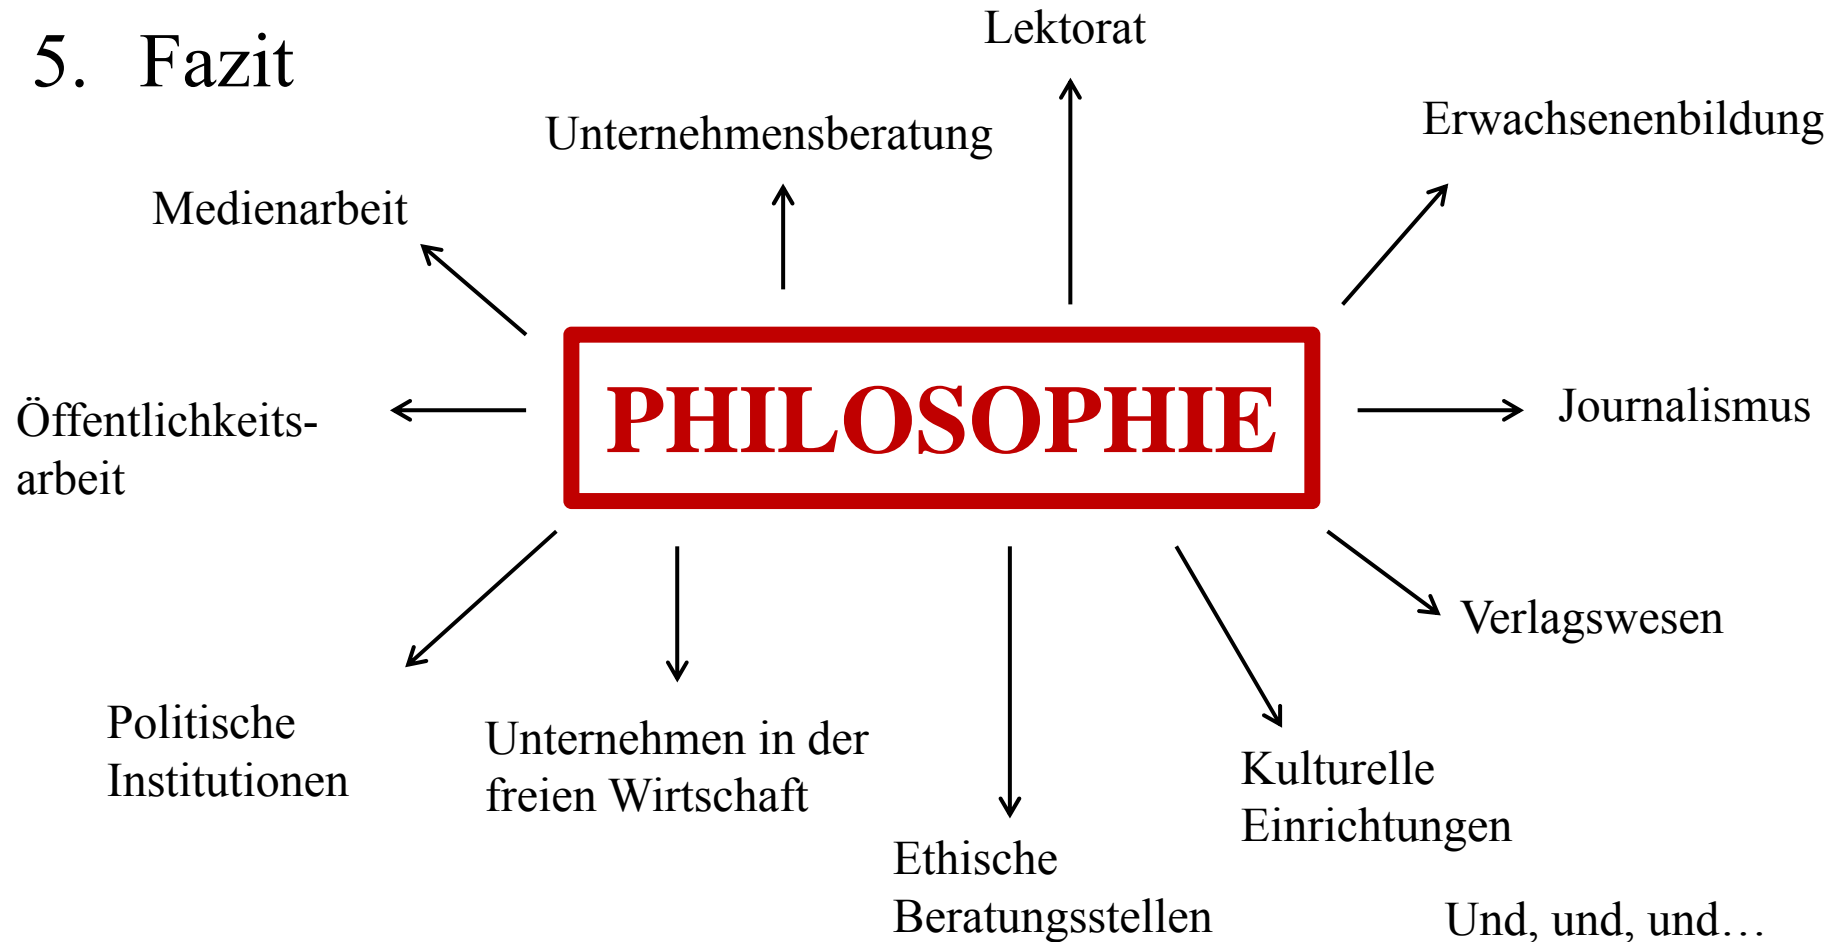 5. Fazit
Lektorat
Unternehmensberatung
Erwachsenenbildung
Medienarbeit
PHILOSOPHIE
Öffentlichkeits-
arbeit
Journalismus
Verlagswesen
Politische
Institutionen
Unternehmen in der
freien Wirtschaft
Kulturelle
Einrichtungen
Ethische
Beratungsstellen
Und, und, und…